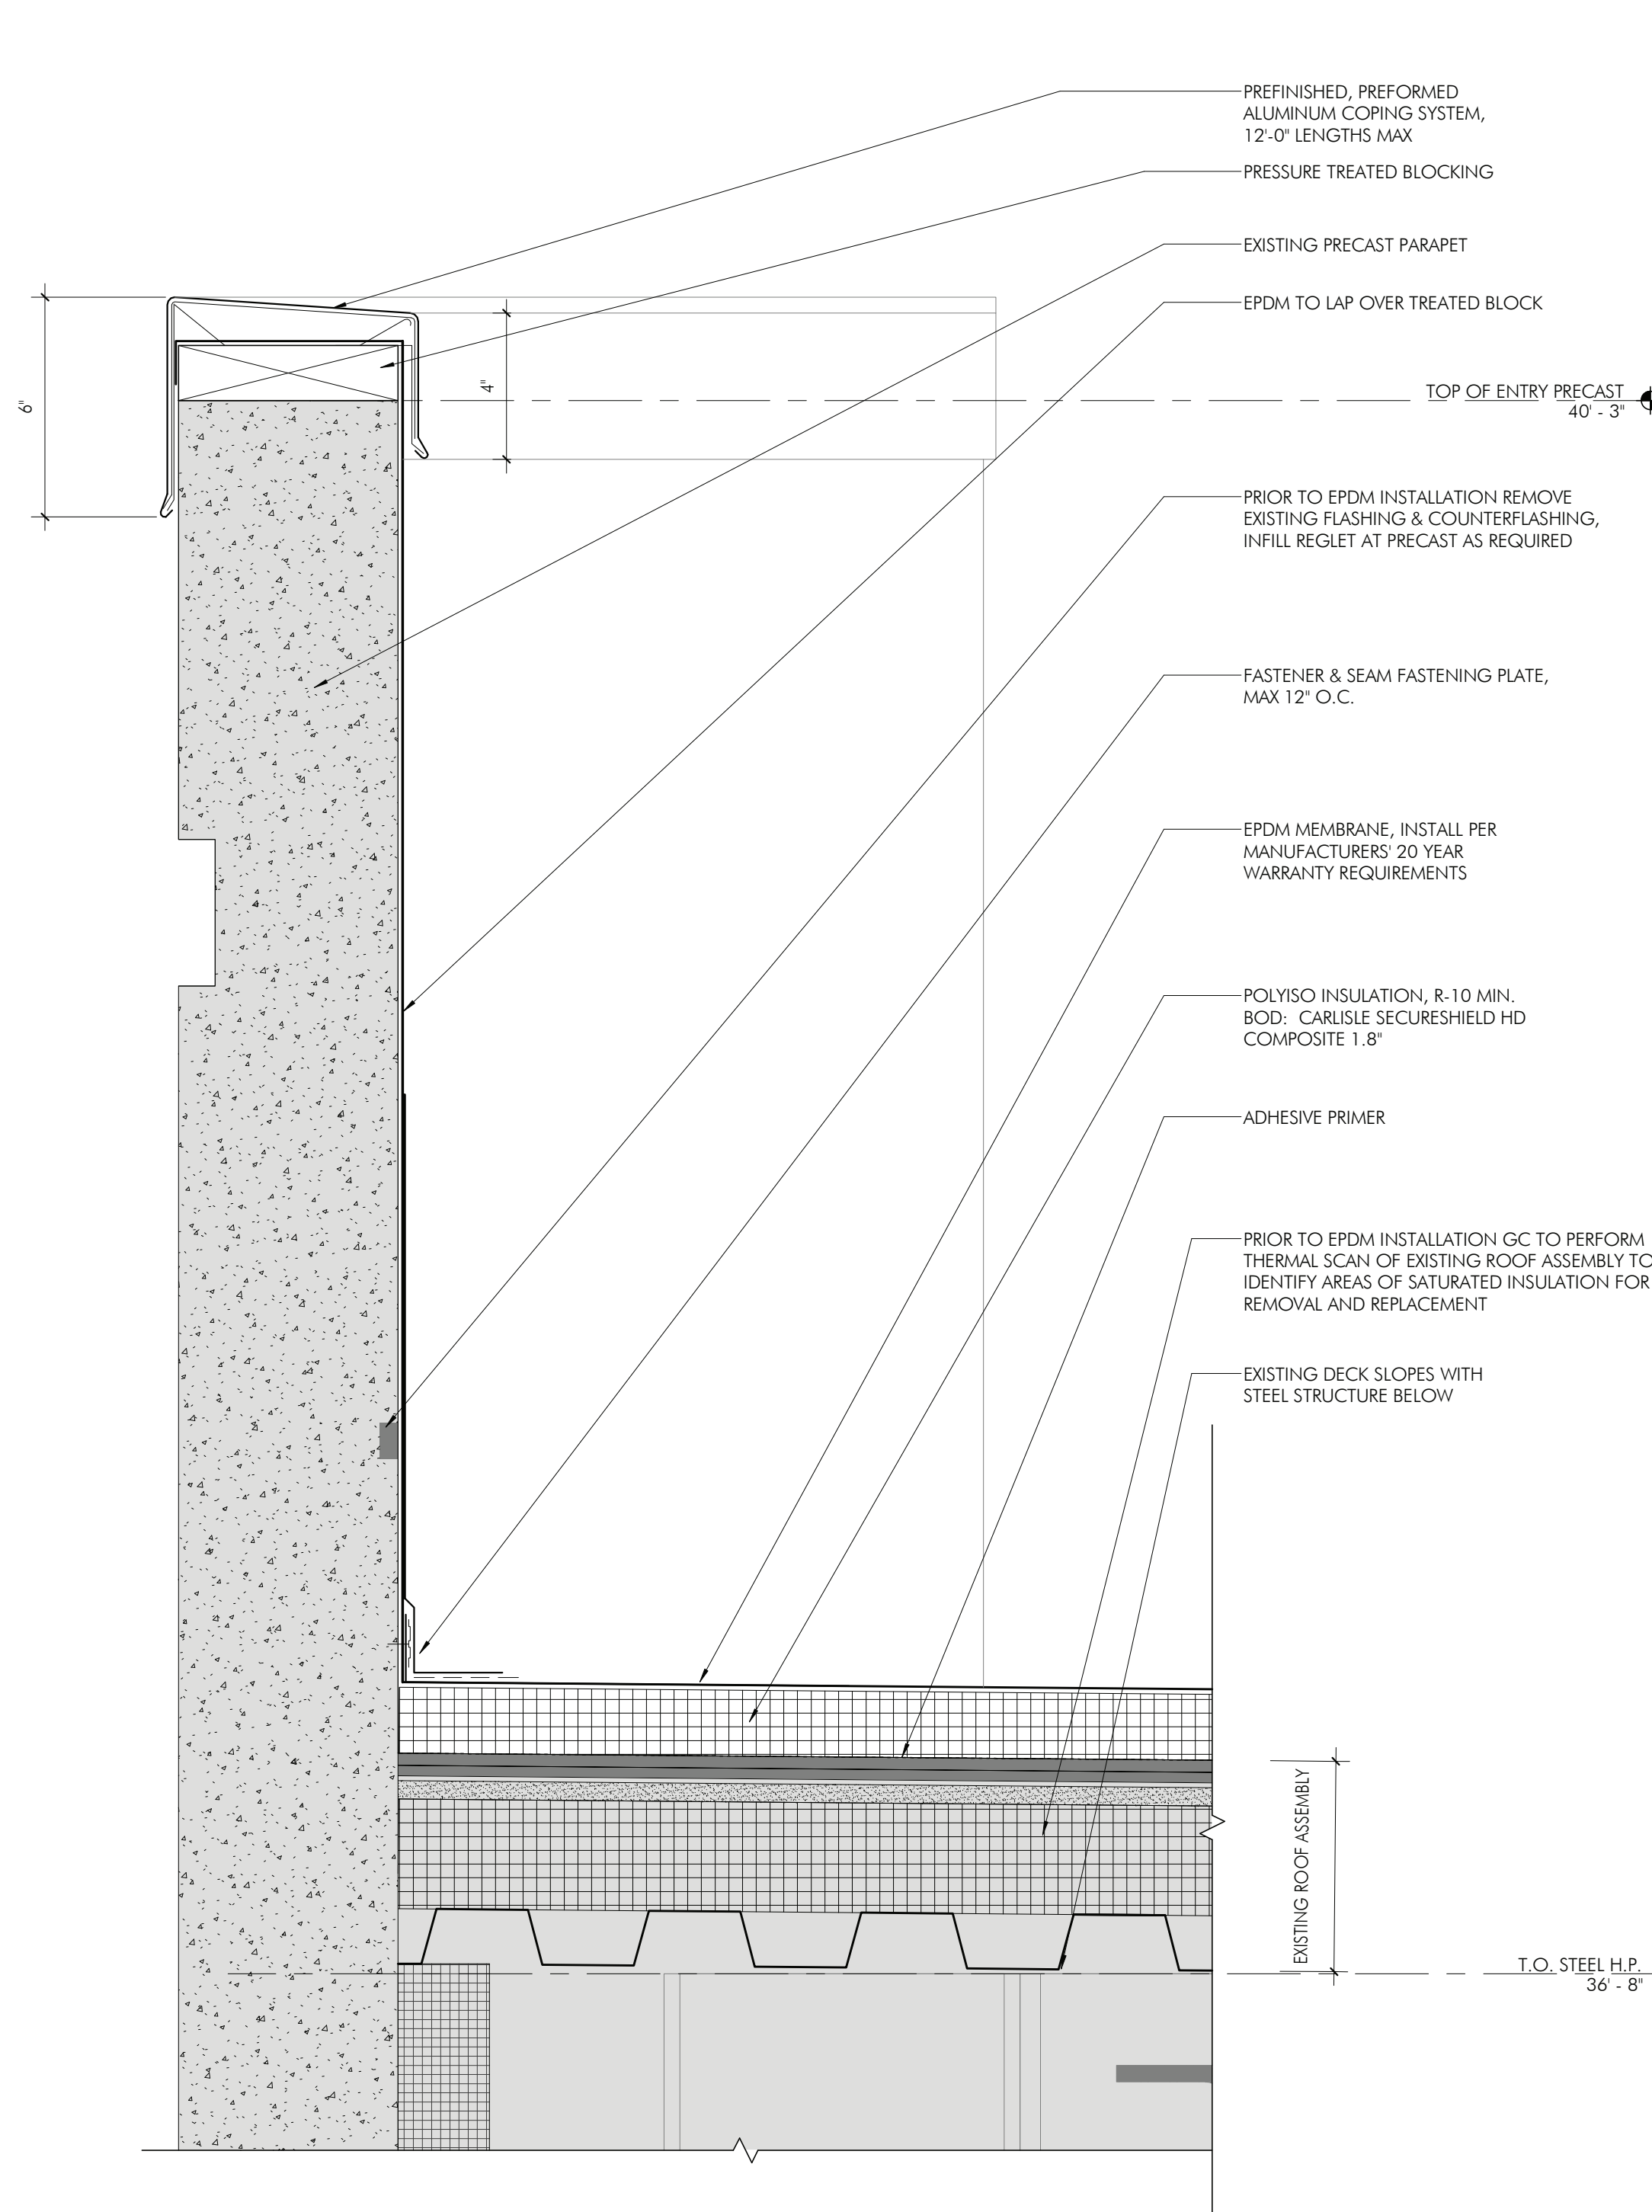 PREFINISHED, PREFORMED
ALUMINUM COPING SYSTEM,
12'-0" LENGTHS MAX
PRESSURE TREATED BLOCKING
EXISTING PRECAST PARAPET
EPDM TO LAP OVER TREATED BLOCK
6"
4"
TOP OF ENTRY PRECAST
40' - 3"
PRIOR TO EPDM INSTALLATION REMOVE
EXISTING FLASHING & COUNTERFLASHING,
INFILL REGLET AT PRECAST AS REQUIRED
FASTENER & SEAM FASTENING PLATE,
MAX 12" O.C.
EPDM MEMBRANE, INSTALL PER
MANUFACTURERS' 20 YEAR
WARRANTY REQUIREMENTS
POLYISO INSULATION, R-10 MIN.
BOD: CARLISLE SECURESHIELD HD
COMPOSITE 1.8"
ADHESIVE PRIMER
PRIOR TO EPDM INSTALLATION GC TO PERFORM
THERMAL SCAN OF EXISTING ROOF ASSEMBLY TO
IDENTIFY AREAS OF SATURATED INSULATION FOR
REMOVAL AND REPLACEMENT
EXISTING DECK SLOPES WITH
STEEL STRUCTURE BELOW
EXISTING ROOF ASSEMBLY
T.O. STEEL H.P.
36' - 8"